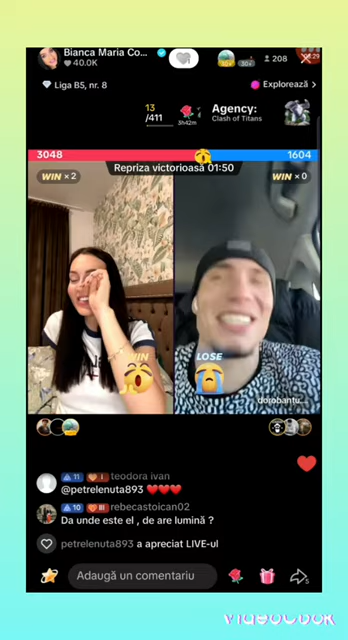 Bianca Maria Co...
40.0K
208
Liga B5, nr. 8
Explorează >
13
/411
3h42m
Agency:
Clash of Titans
3048
1604
WIN × 2
Repriza victorioasă 01:50
WIN × 0
WIN
LOSE
dorobantu...
11 I teodora ivan
@petrelenuta893 ❤️❤️❤️
10 III rebecastoican02
Da unde este el , de are lumină ?
petrelenuta893 a apreciat LIVE-ul
Adaugă un comentariu